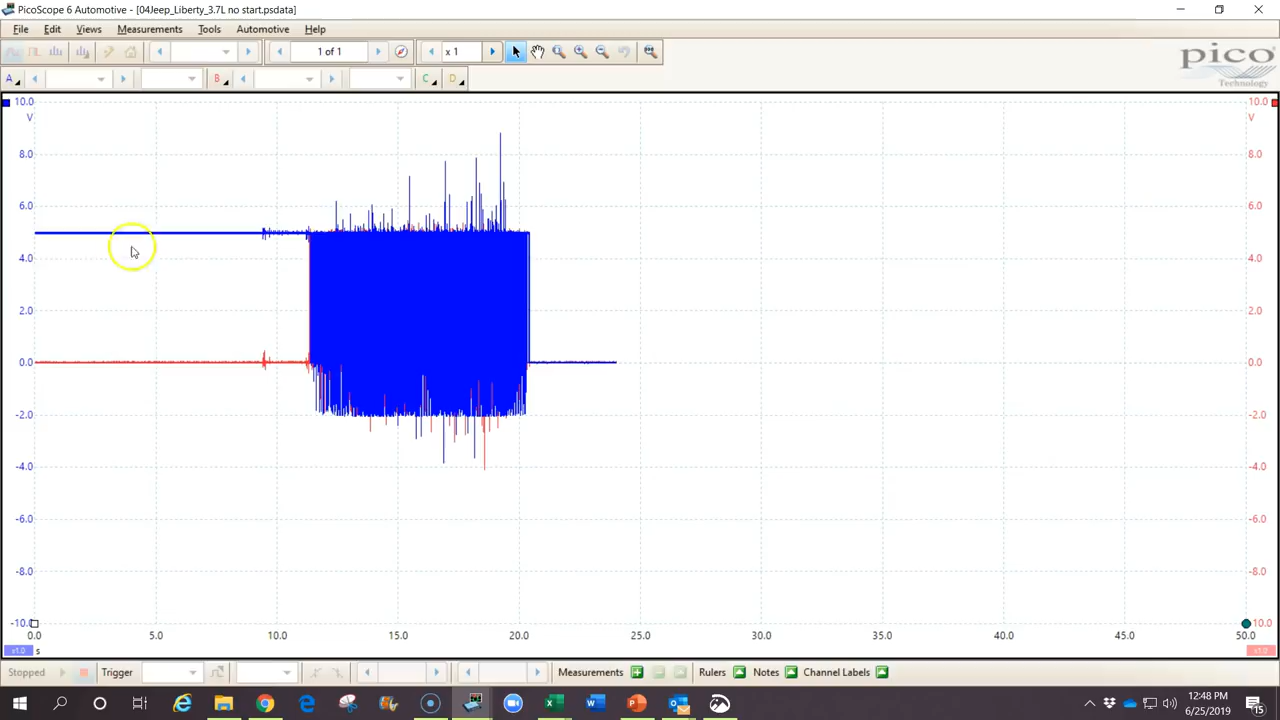 PicoScope 6 Automotive - [04Jeep_Liberty_3.7L no start.psdata]
File Edit Views Measurements Tools Automotive Help
1 of 1 x 1
pico
Technology
A B C D
10.0 10.0
V V
8.0 8.0
6.0 6.0
4.0 4.0
2.0 2.0
0.0 0.0
-2.0 -2.0
-4.0 -4.0
-6.0 -6.0
-8.0 -8.0
-10.0 10.0
0.0 5.0 10.0 15.0 20.0 25.0 30.0 35.0 40.0 45.0 50.0
x1.0 s x1.0
Stopped Trigger Measurements Rulers Notes Channel Labels
12:48 PM
6/25/2019
15